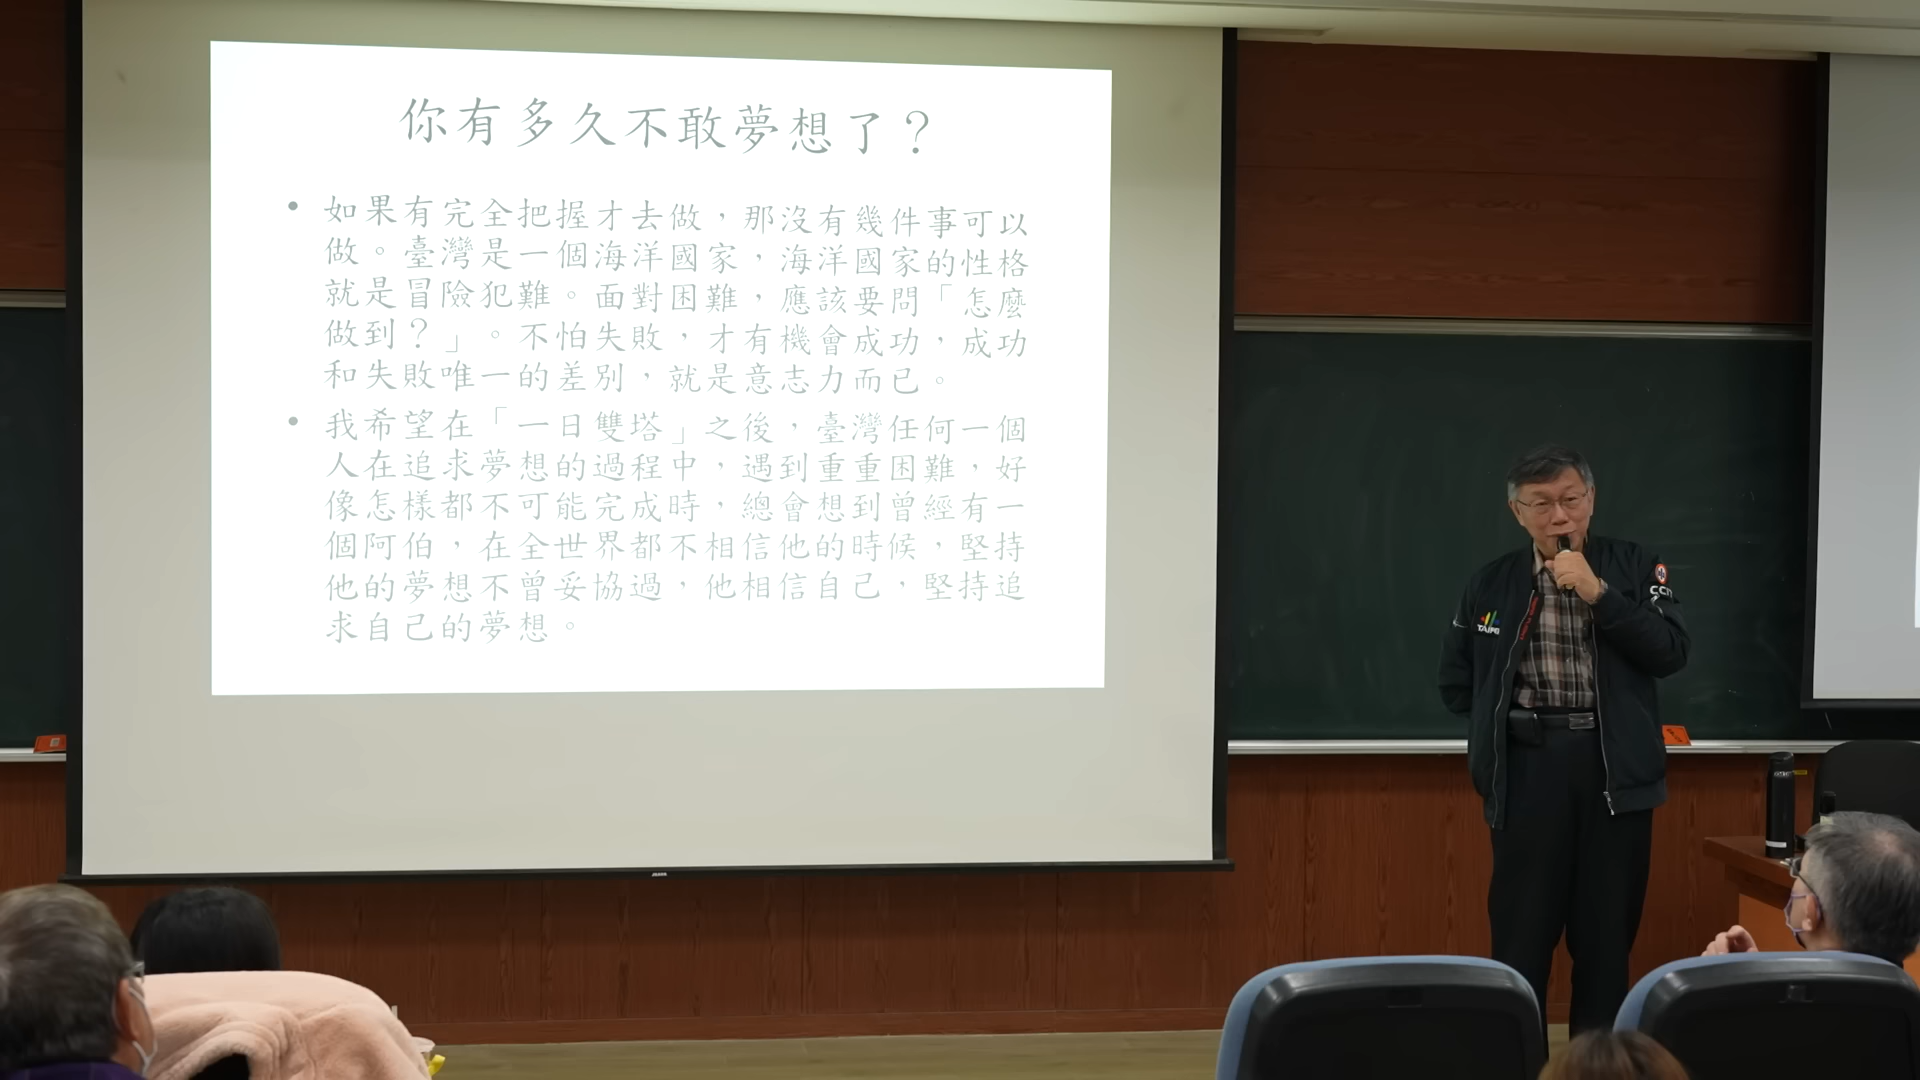 你有多久不敢夢想了？
• 如果有完全把握才去做，那沒有幾件事可以
做。臺灣是一個海洋國家，海洋國家的性格
就是冒險犯難。面對困難，應該要問「怎麼
做到？」。不怕失敗，才有機會成功，成功
和失敗唯一的差別，就是意志力而已。
• 我希望在「一日雙塔」之後，臺灣任何一個
人在追求夢想的過程中，遇到重重困難，好
像怎樣都不可能完成時，總會想到曾經有一
個阿伯，在全世界都不相信他的時候，堅持
他的夢想不曾妥協過，他相信自己，堅持追
求自己的夢想。